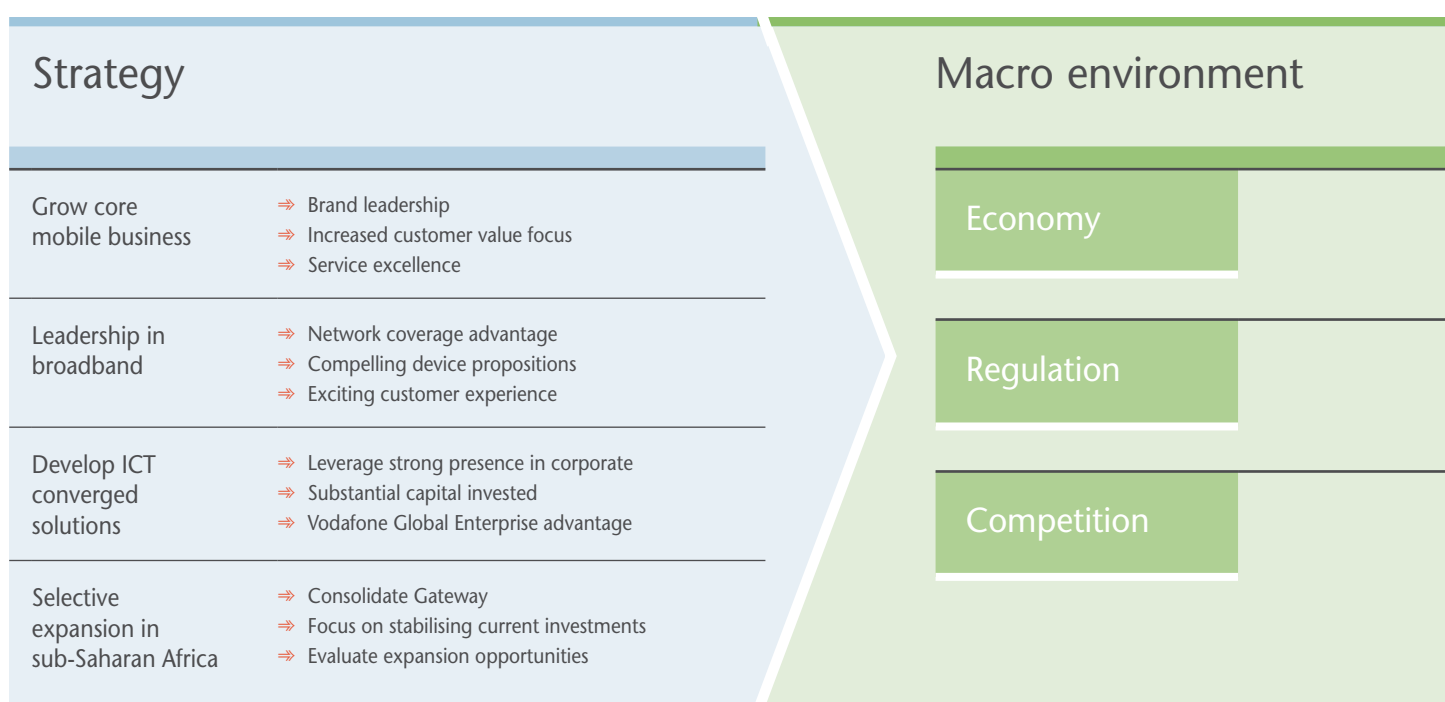 Strategy
Grow core
mobile business
⇒ Brand leadership
⇒ Increased customer value focus
⇒ Service excellence
Leadership in
broadband
⇒ Network coverage advantage
⇒ Compelling device propositions
⇒ Exciting customer experience
Develop ICT
converged
solutions
⇒ Leverage strong presence in corporate
⇒ Substantial capital invested
⇒ Vodafone Global Enterprise advantage
Selective
expansion in
sub-Saharan Africa
⇒ Consolidate Gateway
⇒ Focus on stabilising current investments
⇒ Evaluate expansion opportunities
Macro environment
Economy
Regulation
Competition